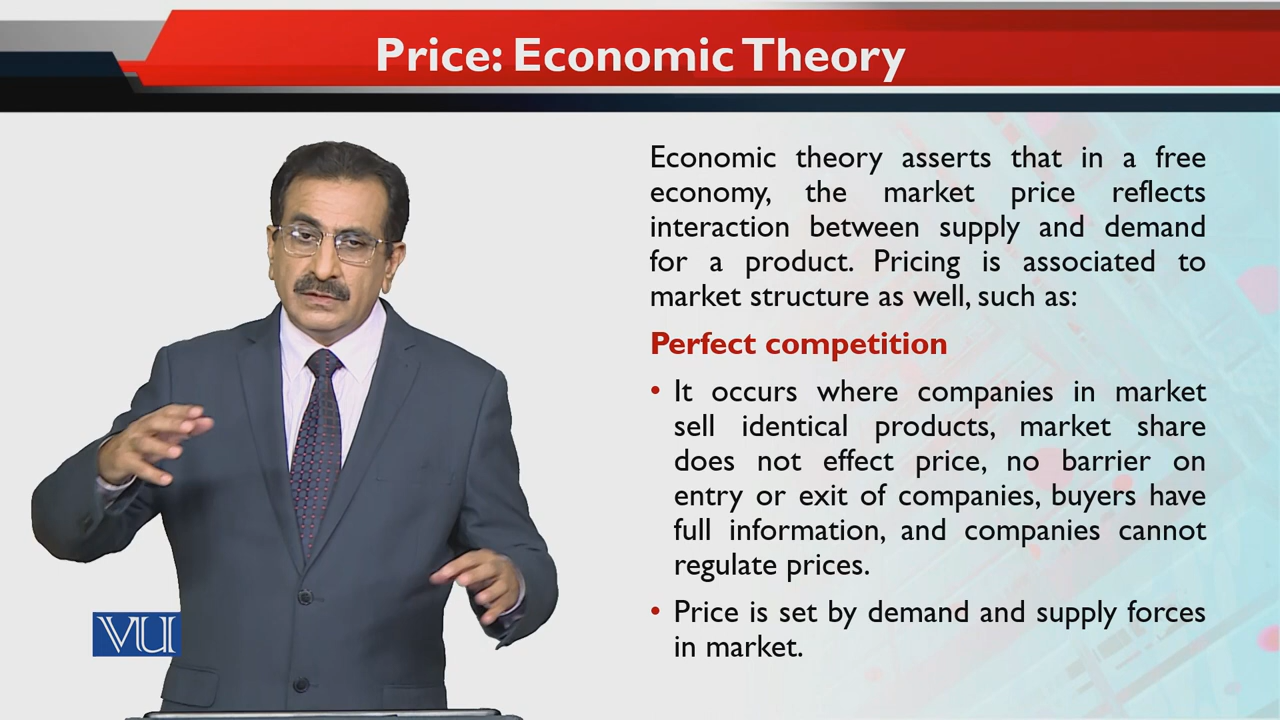 Price: Economic Theory
Economic theory asserts that in a free
economy, the market price reflects
interaction between supply and demand
for a product. Pricing is associated to
market structure as well, such as:
Perfect competition
• It occurs where companies in market
sell identical products, market share
does not effect price, no barrier on
entry or exit of companies, buyers have
full information, and companies cannot
regulate prices.
• Price is set by demand and supply forces
in market.
VU